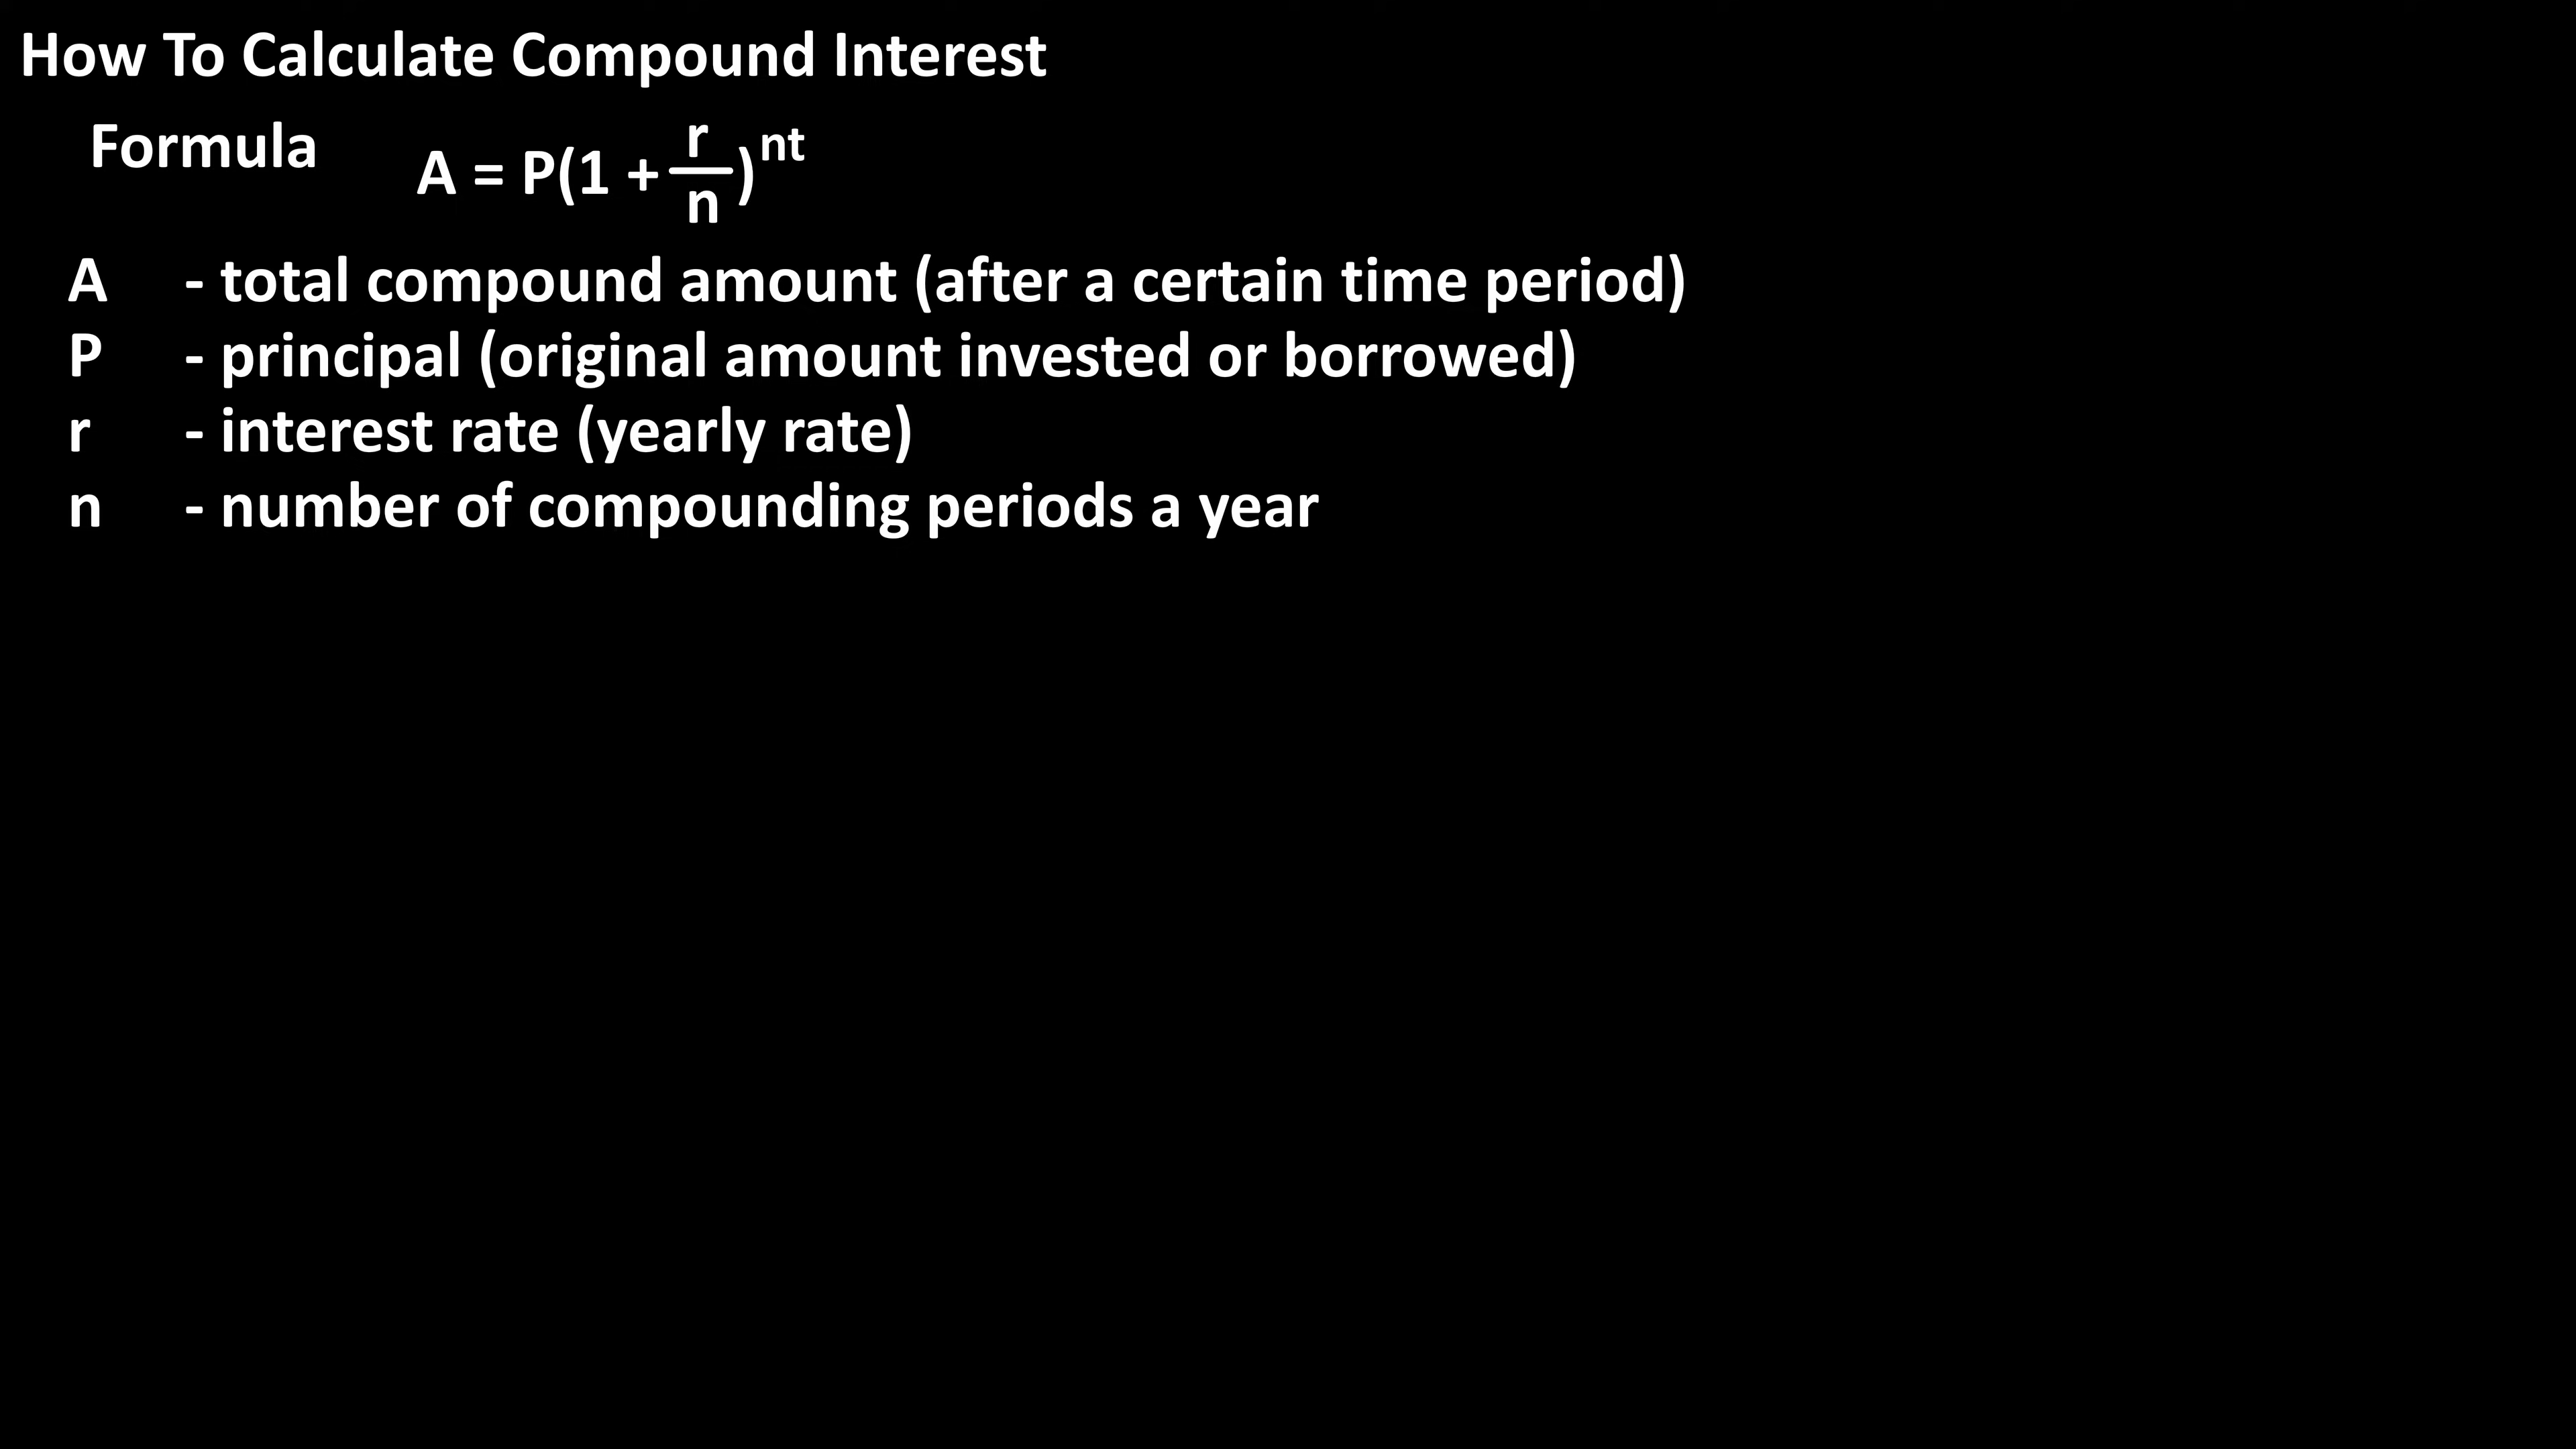 How To Calculate Compound Interest
Formula A = P(1 + r/n)^nt
A - total compound amount (after a certain time period)
P - principal (original amount invested or borrowed)
r - interest rate (yearly rate)
n - number of compounding periods a year